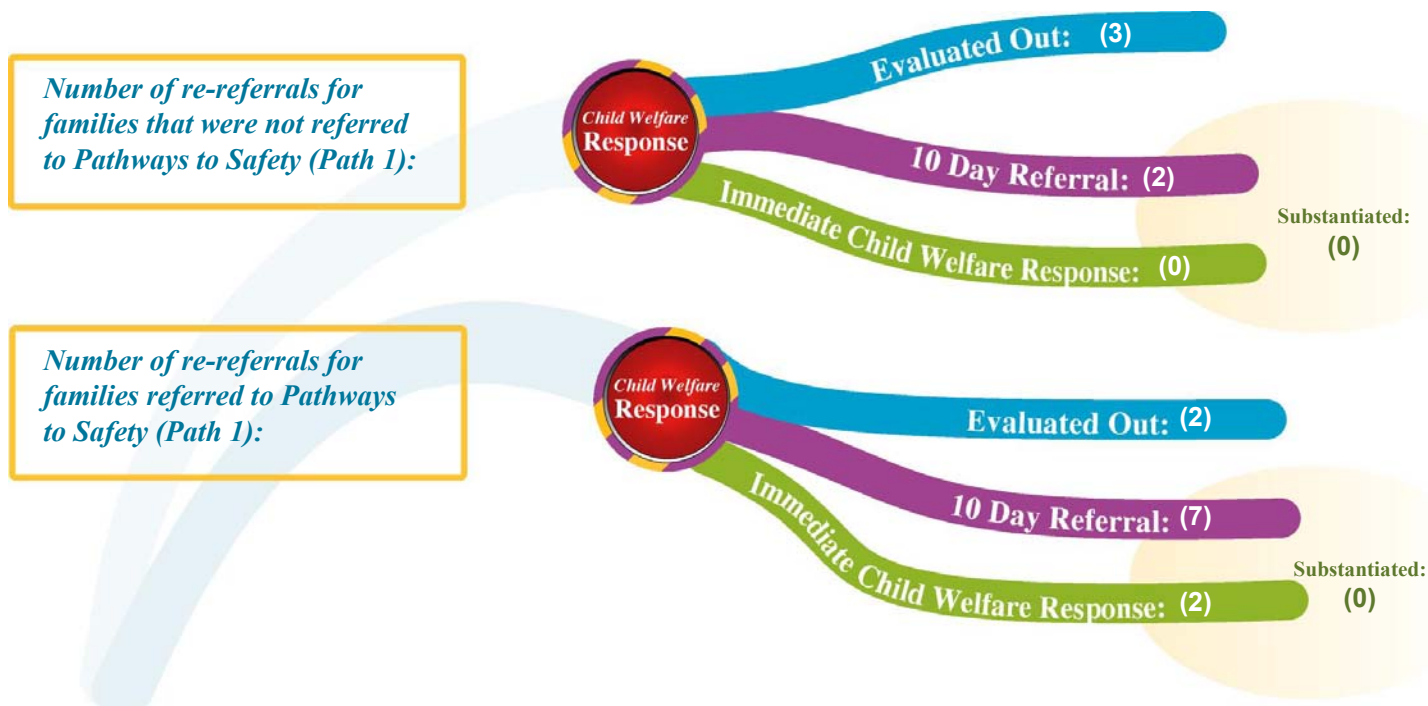 Number of re-referrals for
families that were not referred
to Pathways to Safety (Path 1):
Child Welfare
Response
Evaluated Out: (3)
10 Day Referral: (2)
Immediate Child Welfare Response: (0)
Substantiated:
(0)
Number of re-referrals for
families referred to Pathways
to Safety (Path 1):
Child Welfare
Response
Evaluated Out: (2)
10 Day Referral: (7)
Immediate Child Welfare Response: (2)
Substantiated:
(0)